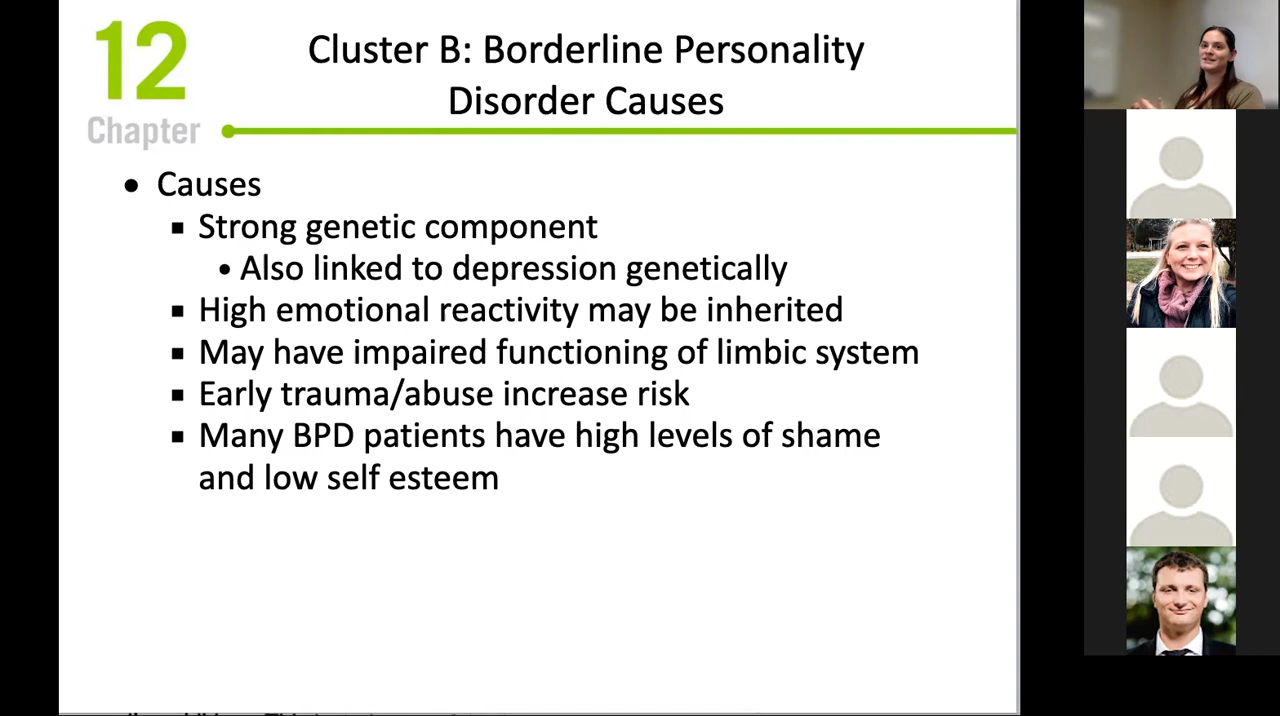 12
Chapter
Cluster B: Borderline Personality
Disorder Causes
• Causes
▪ Strong genetic component
• Also linked to depression genetically
▪ High emotional reactivity may be inherited
▪ May have impaired functioning of limbic system
▪ Early trauma/abuse increase risk
▪ Many BPD patients have high levels of shame
and low self esteem